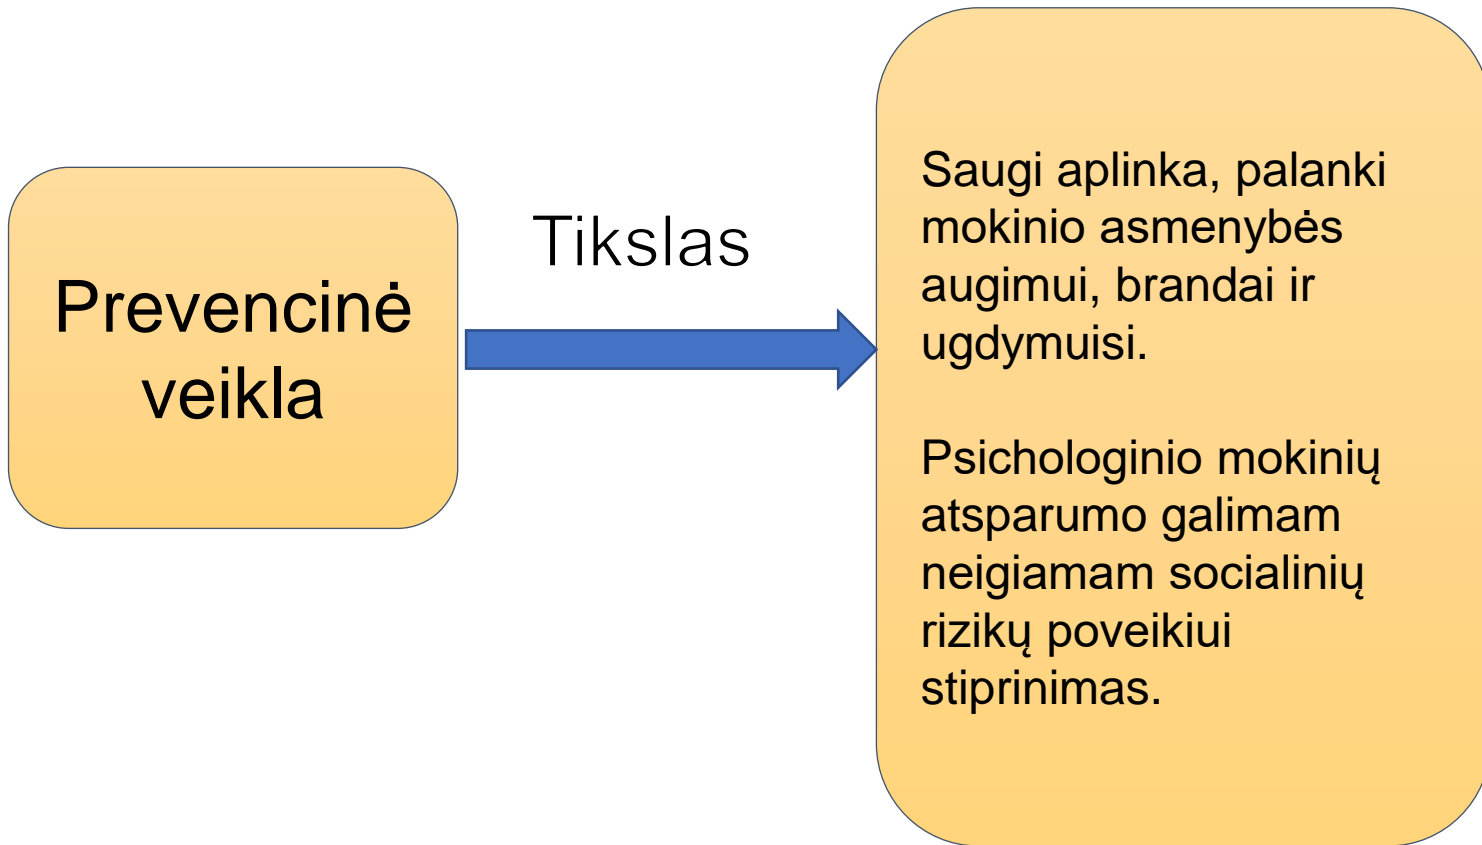 Prevencinė
veikla
Tikslas
Saugi aplinka, palanki
mokinio asmenybės
augimui, brandai ir
ugdymuisi.
Psichologinio mokinių
atsparumo galimam
neigiamam socialinių
rizikų poveikiui
stiprinimas.